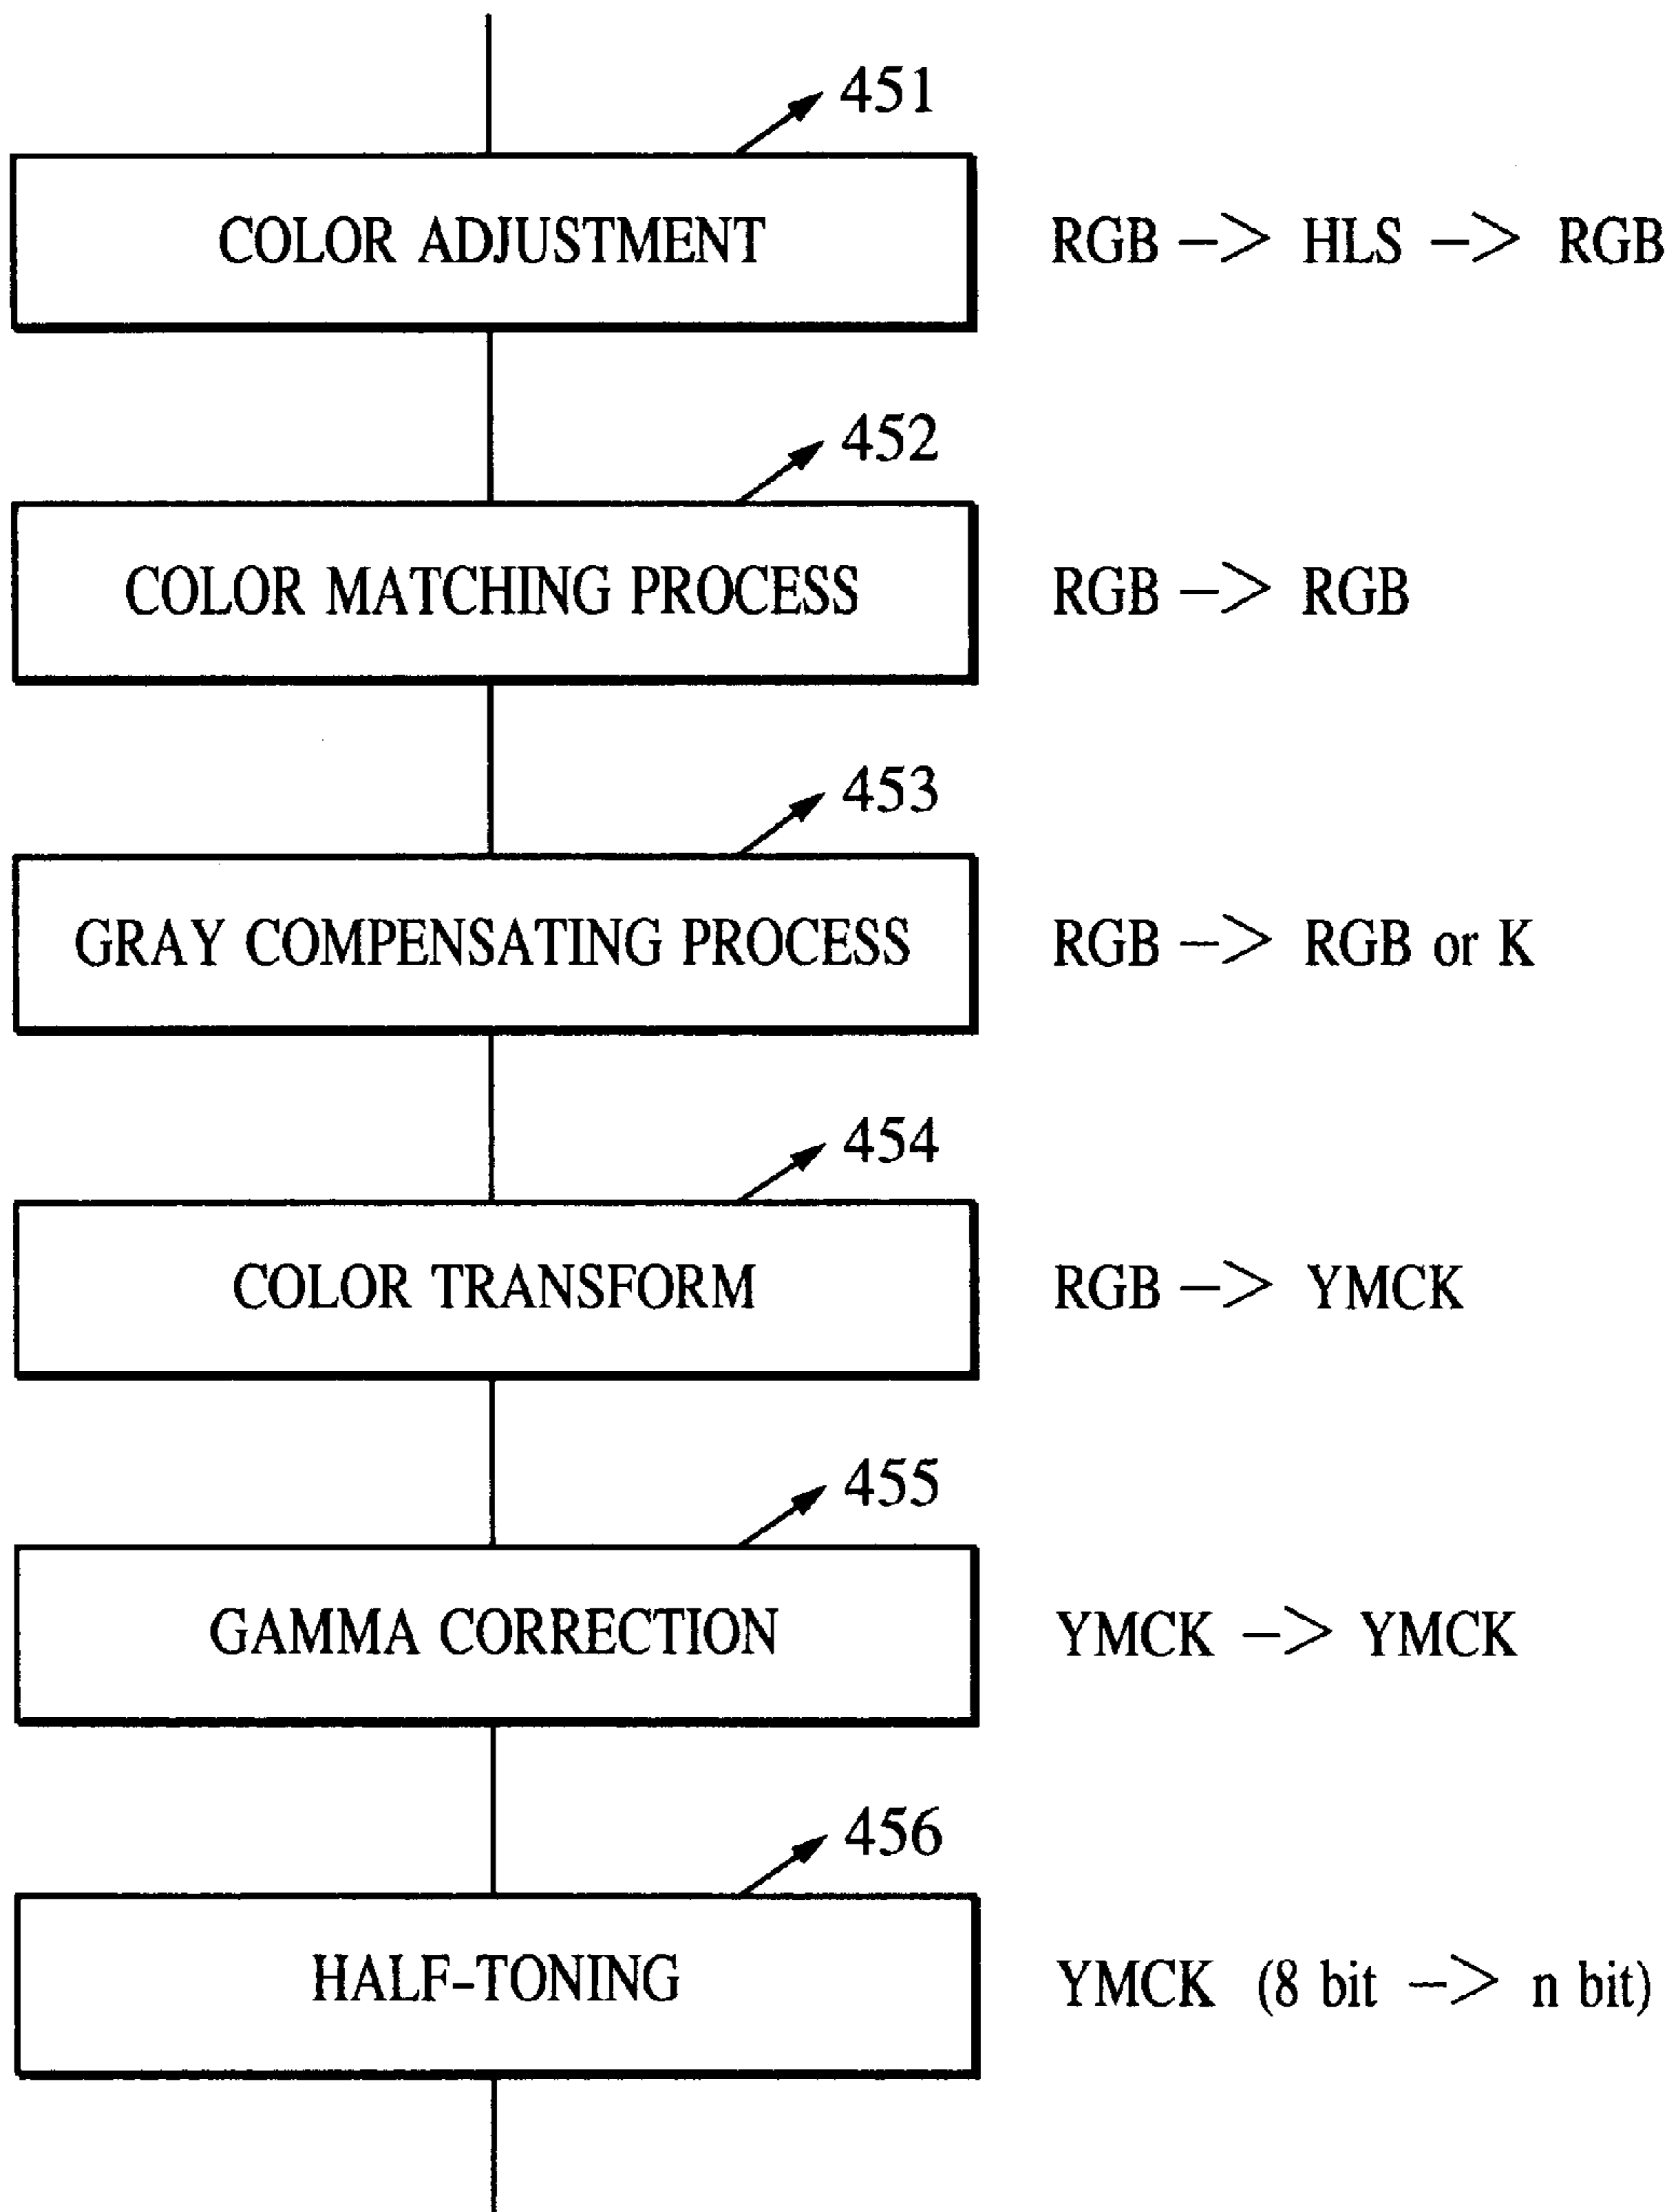 451
COLOR ADJUSTMENT RGB -> HLS -> RGB
452
COLOR MATCHING PROCESS RGB -> RGB
453
GRAY COMPENSATING PROCESS RGB -> RGB or K
454
COLOR TRANSFORM RGB -> YMCK
455
GAMMA CORRECTION YMCK -> YMCK
456
HALF-TONING YMCK (8 bit -> n bit)